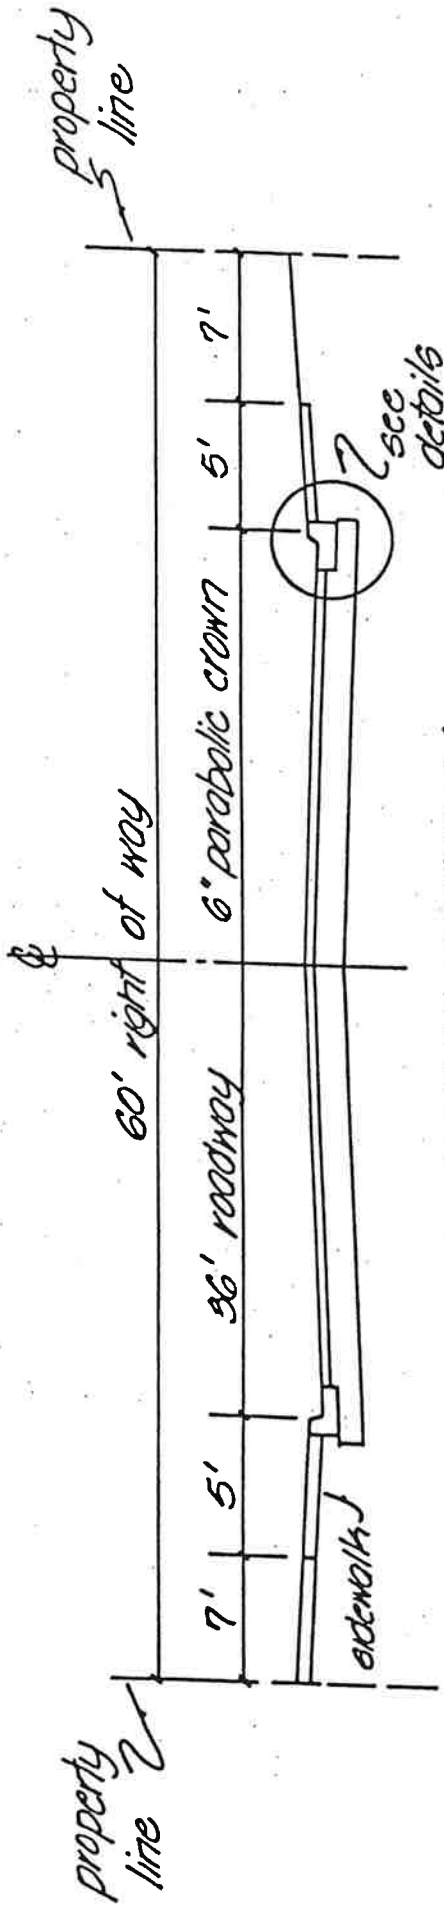 property
line
property
line
℄
60' right of way
7'
5'
36' roadway
6" parabolic crown
5'
7'
sidewalk
see
details